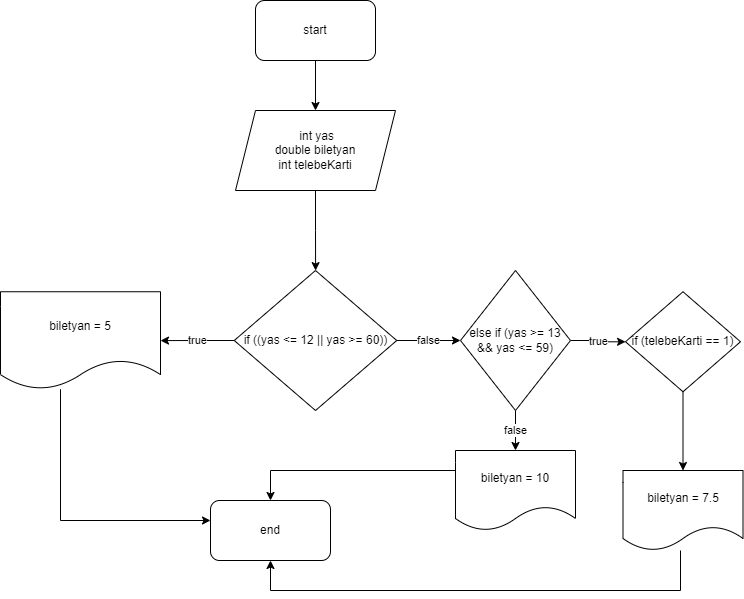 start
int yas
double biletyan
int telebeKarti
if ((yas <= 12 || yas >= 60))
true
biletyan = 5
false
else if (yas >= 13
&& yas <= 59)
true
if (telebeKarti == 1)
false
biletyan = 10
biletyan = 7.5
end